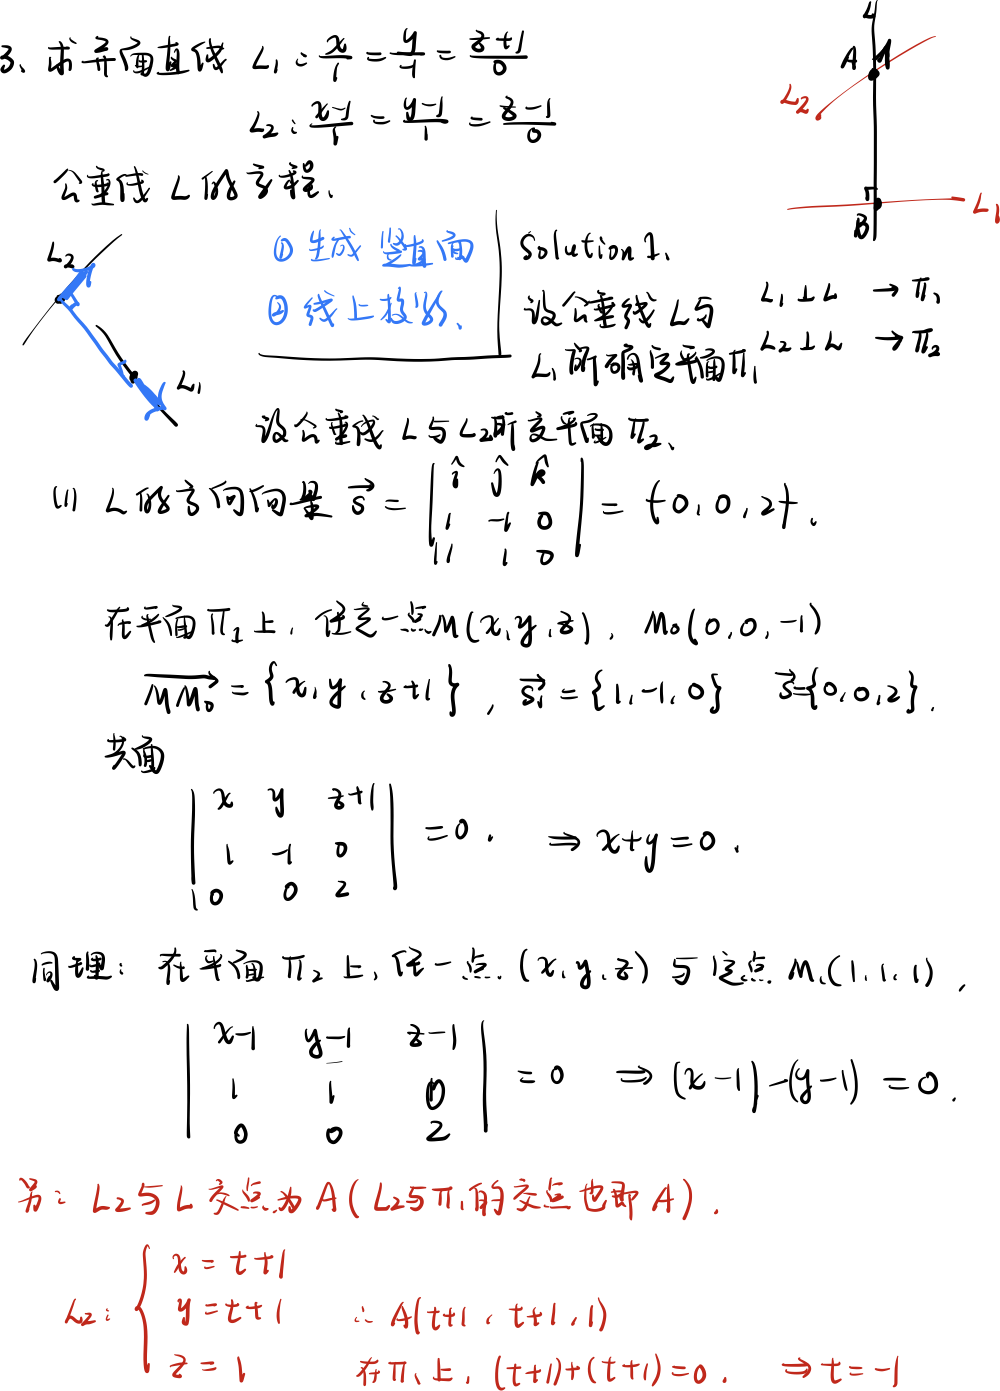 3、求异面直线 L₁: x/1 = y/-1 = z+1/0
L₂: x-1/1 = y-1/1 = z-1/0
公垂线 L 的方程、
L
A
L₂
B
L₁
L₂
L₁
① 生成 竖直面
② 线上投影、
Solution 1、
设公垂线 L 与
L₁ 所确定平面 π₁
L₁⊥L → π₁
L₂⊥L → π₂
设公垂线 L 与 L₂ 所交平面 π₂、
(1) L 的方向向量 s⃗ = | î ĵ k̂ | = {0, 0, 2}.
1 -1 0
1 1 0
在平面 π₁ 上, 任意一点 M(x, y, z), M₀(0, 0, -1)
MM₀ = {x, y, z+1}, s₁⃗ = {1, -1, 0} s⃗={0, 0, 2}.
共面
| x y z+1 |
| 1 -1 0 | = 0. ⇒ x+y = 0.
| 0 0 2 |
同理: 在平面 π₂ 上, 任一点 (x, y, z) 与定点 M₁(1, 1, 1),
| x-1 y-1 z-1 |
| 1 1 0 | = 0 ⇒ (x-1)-(y-1) = 0.
| 0 0 2 |
另: L₂与L 交点为 A (L₂与π₁的交点也即 A).
x = t+1
L₂: { y = t+1 ∴ A(t+1, t+1, 1)
z = 1 在π₁上, (t+1)+(t+1)=0. ⇒ t=-1